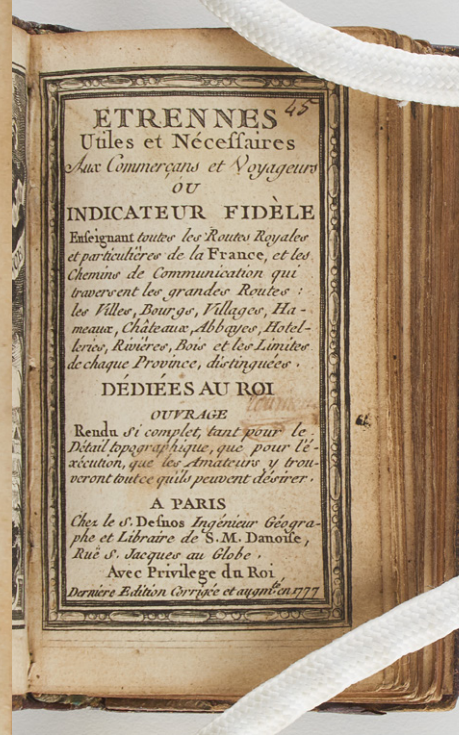 45
ETRENNES
Utiles et Nécessaires
Aux Commerçans et Voyageurs
OU
INDICATEUR FIDÈLE
Enseignant toutes les Routes Royales
et particulières de la France, et les
Chemins de Communication qui
traversent les grandes Routes :
les Villes, Bourgs, Villages, Ha-
meaux, Châteaux, Abbayes, Hotel-
leries, Rivières, Bois et les Limites
de chaque Province, distinguées.
DEDIÉES AU ROI
OUVRAGE
Rendu si complet, tant pour le
Détail topographique, que pour l'é-
xécution, que les Amateurs y trou-
veront tout ce qu'ils peuvent désirer.
A PARIS
Chez le S. Desnos Ingénieur Géogra-
phe et Libraire de S. M. Danoise,
Ruë S. Jacques au Globe.
Avec Privilege du Roi
Derniere Edition Corrigée et augmtée en 1777